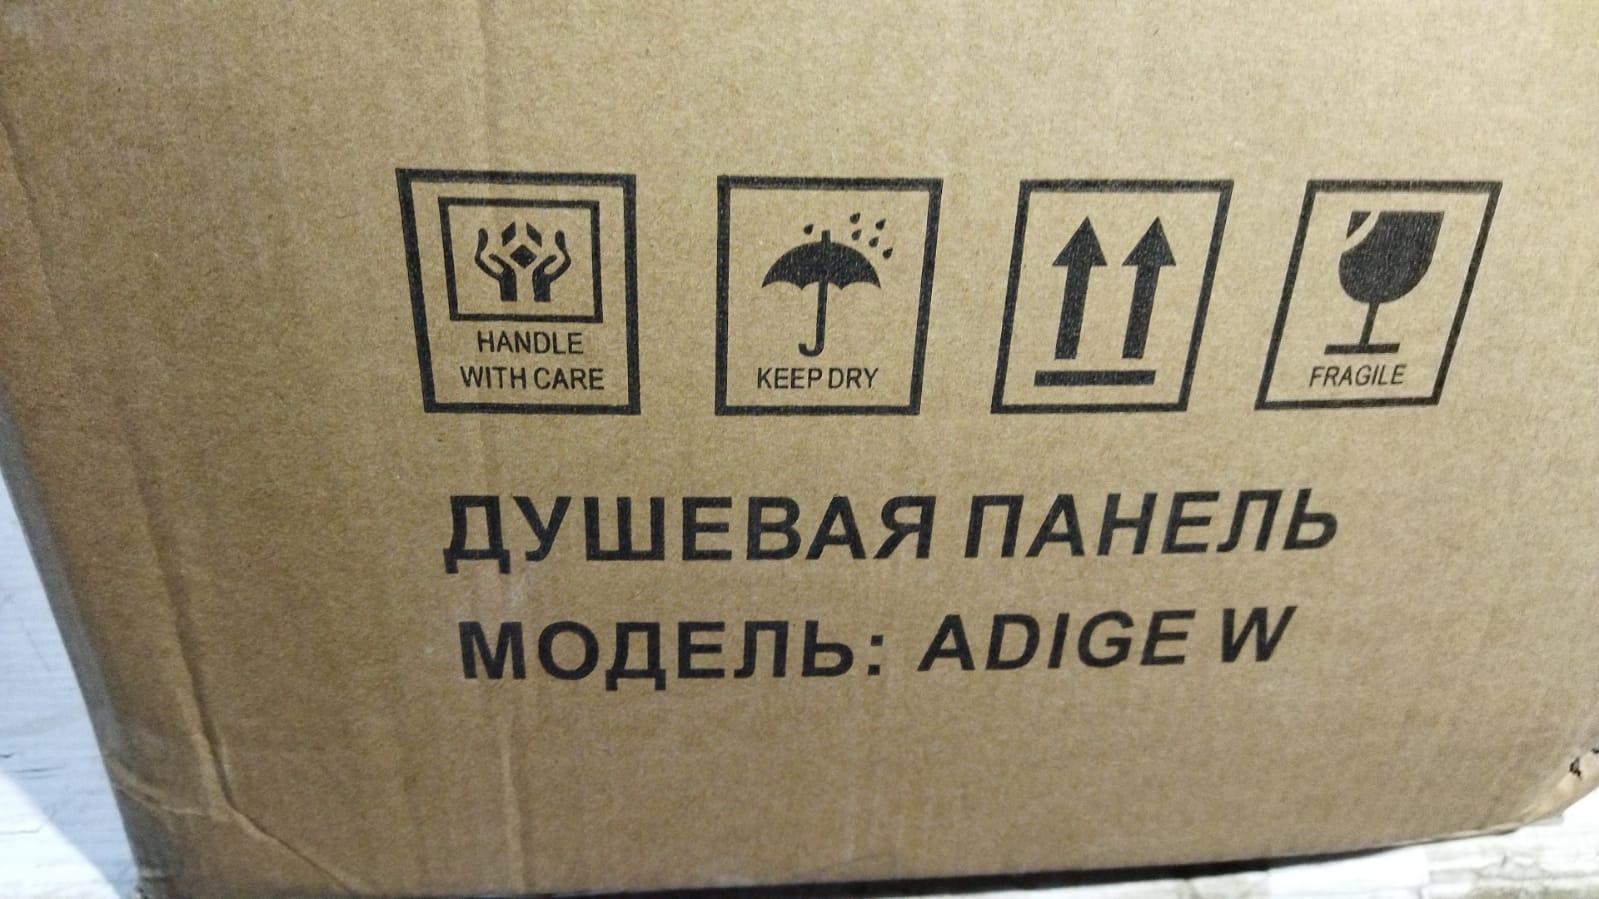 HANDLE
WITH CARE
KEEP DRY
FRAGILE
ДУШЕВАЯ ПАНЕЛЬ
МОДЕЛЬ: ADIGE W